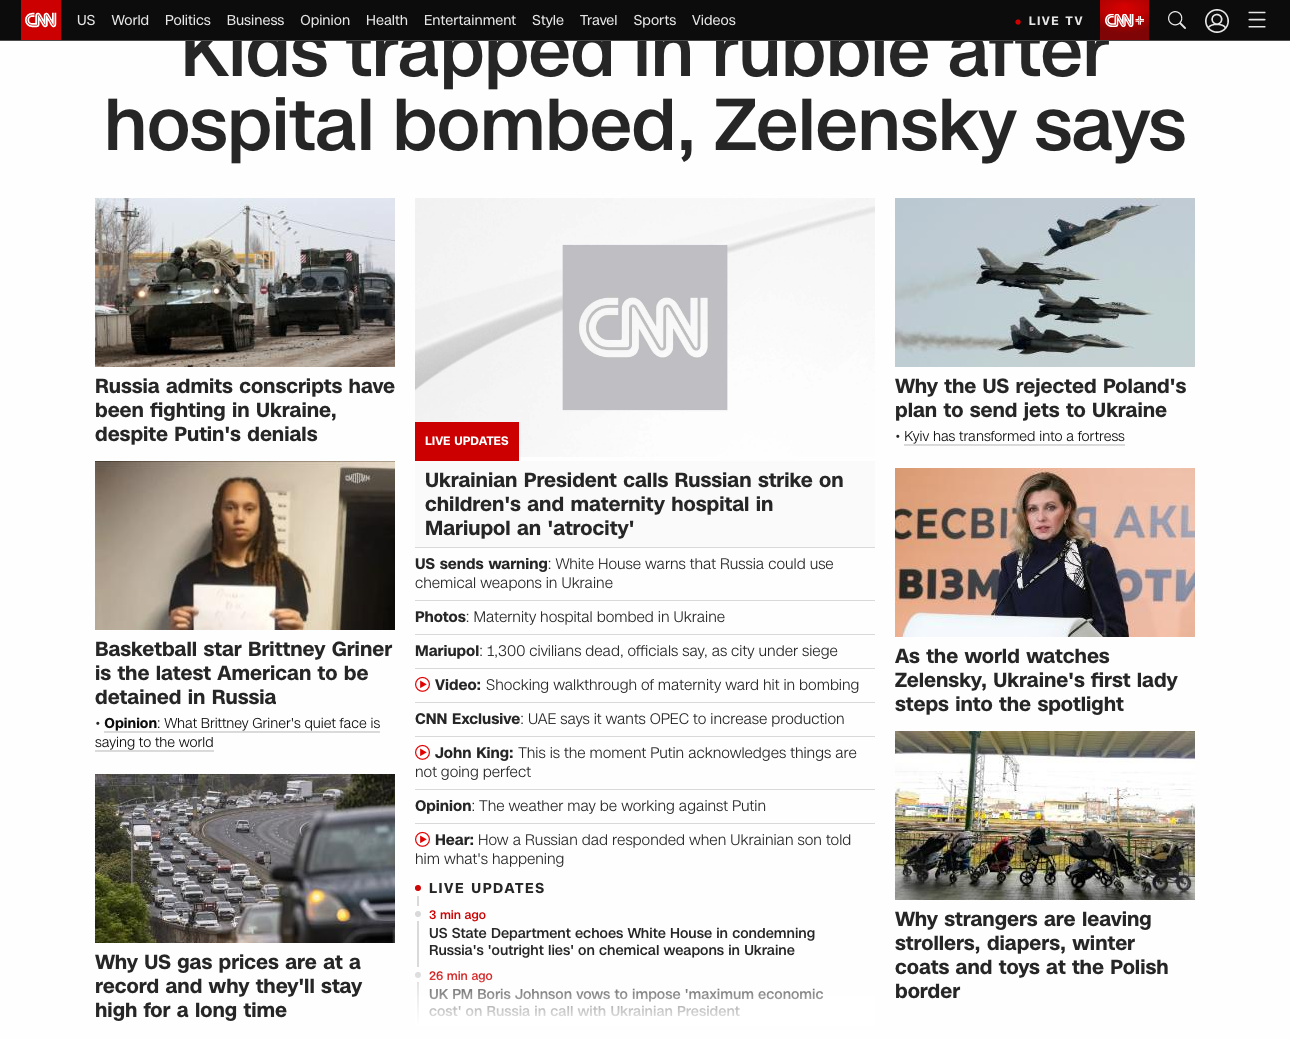 CNN
US World Politics Business Opinion Health Entertainment Style Travel Sports Videos
LIVE TV
CNN+
Kids trapped in rubble after
hospital bombed, Zelensky says
Russia admits conscripts have
been fighting in Ukraine,
despite Putin's denials
Basketball star Brittney Griner
is the latest American to be
detained in Russia
• Opinion: What Brittney Griner's quiet face is
saying to the world
Why US gas prices are at a
record and why they'll stay
high for a long time
CNN
LIVE UPDATES
Ukrainian President calls Russian strike on
children's and maternity hospital in
Mariupol an 'atrocity'
US sends warning: White House warns that Russia could use
chemical weapons in Ukraine
Photos: Maternity hospital bombed in Ukraine
Mariupol: 1,300 civilians dead, officials say, as city under siege
Video: Shocking walkthrough of maternity ward hit in bombing
CNN Exclusive: UAE says it wants OPEC to increase production
John King: This is the moment Putin acknowledges things are
not going perfect
Opinion: The weather may be working against Putin
Hear: How a Russian dad responded when Ukrainian son told
him what's happening
LIVE UPDATES
3 min ago
US State Department echoes White House in condemning
Russia's 'outright lies' on chemical weapons in Ukraine
26 min ago
UK PM Boris Johnson vows to impose 'maximum economic
cost' on Russia in call with Ukrainian President
Why the US rejected Poland's
plan to send jets to Ukraine
• Kyiv has transformed into a fortress
As the world watches
Zelensky, Ukraine's first lady
steps into the spotlight
Why strangers are leaving
strollers, diapers, winter
coats and toys at the Polish
border